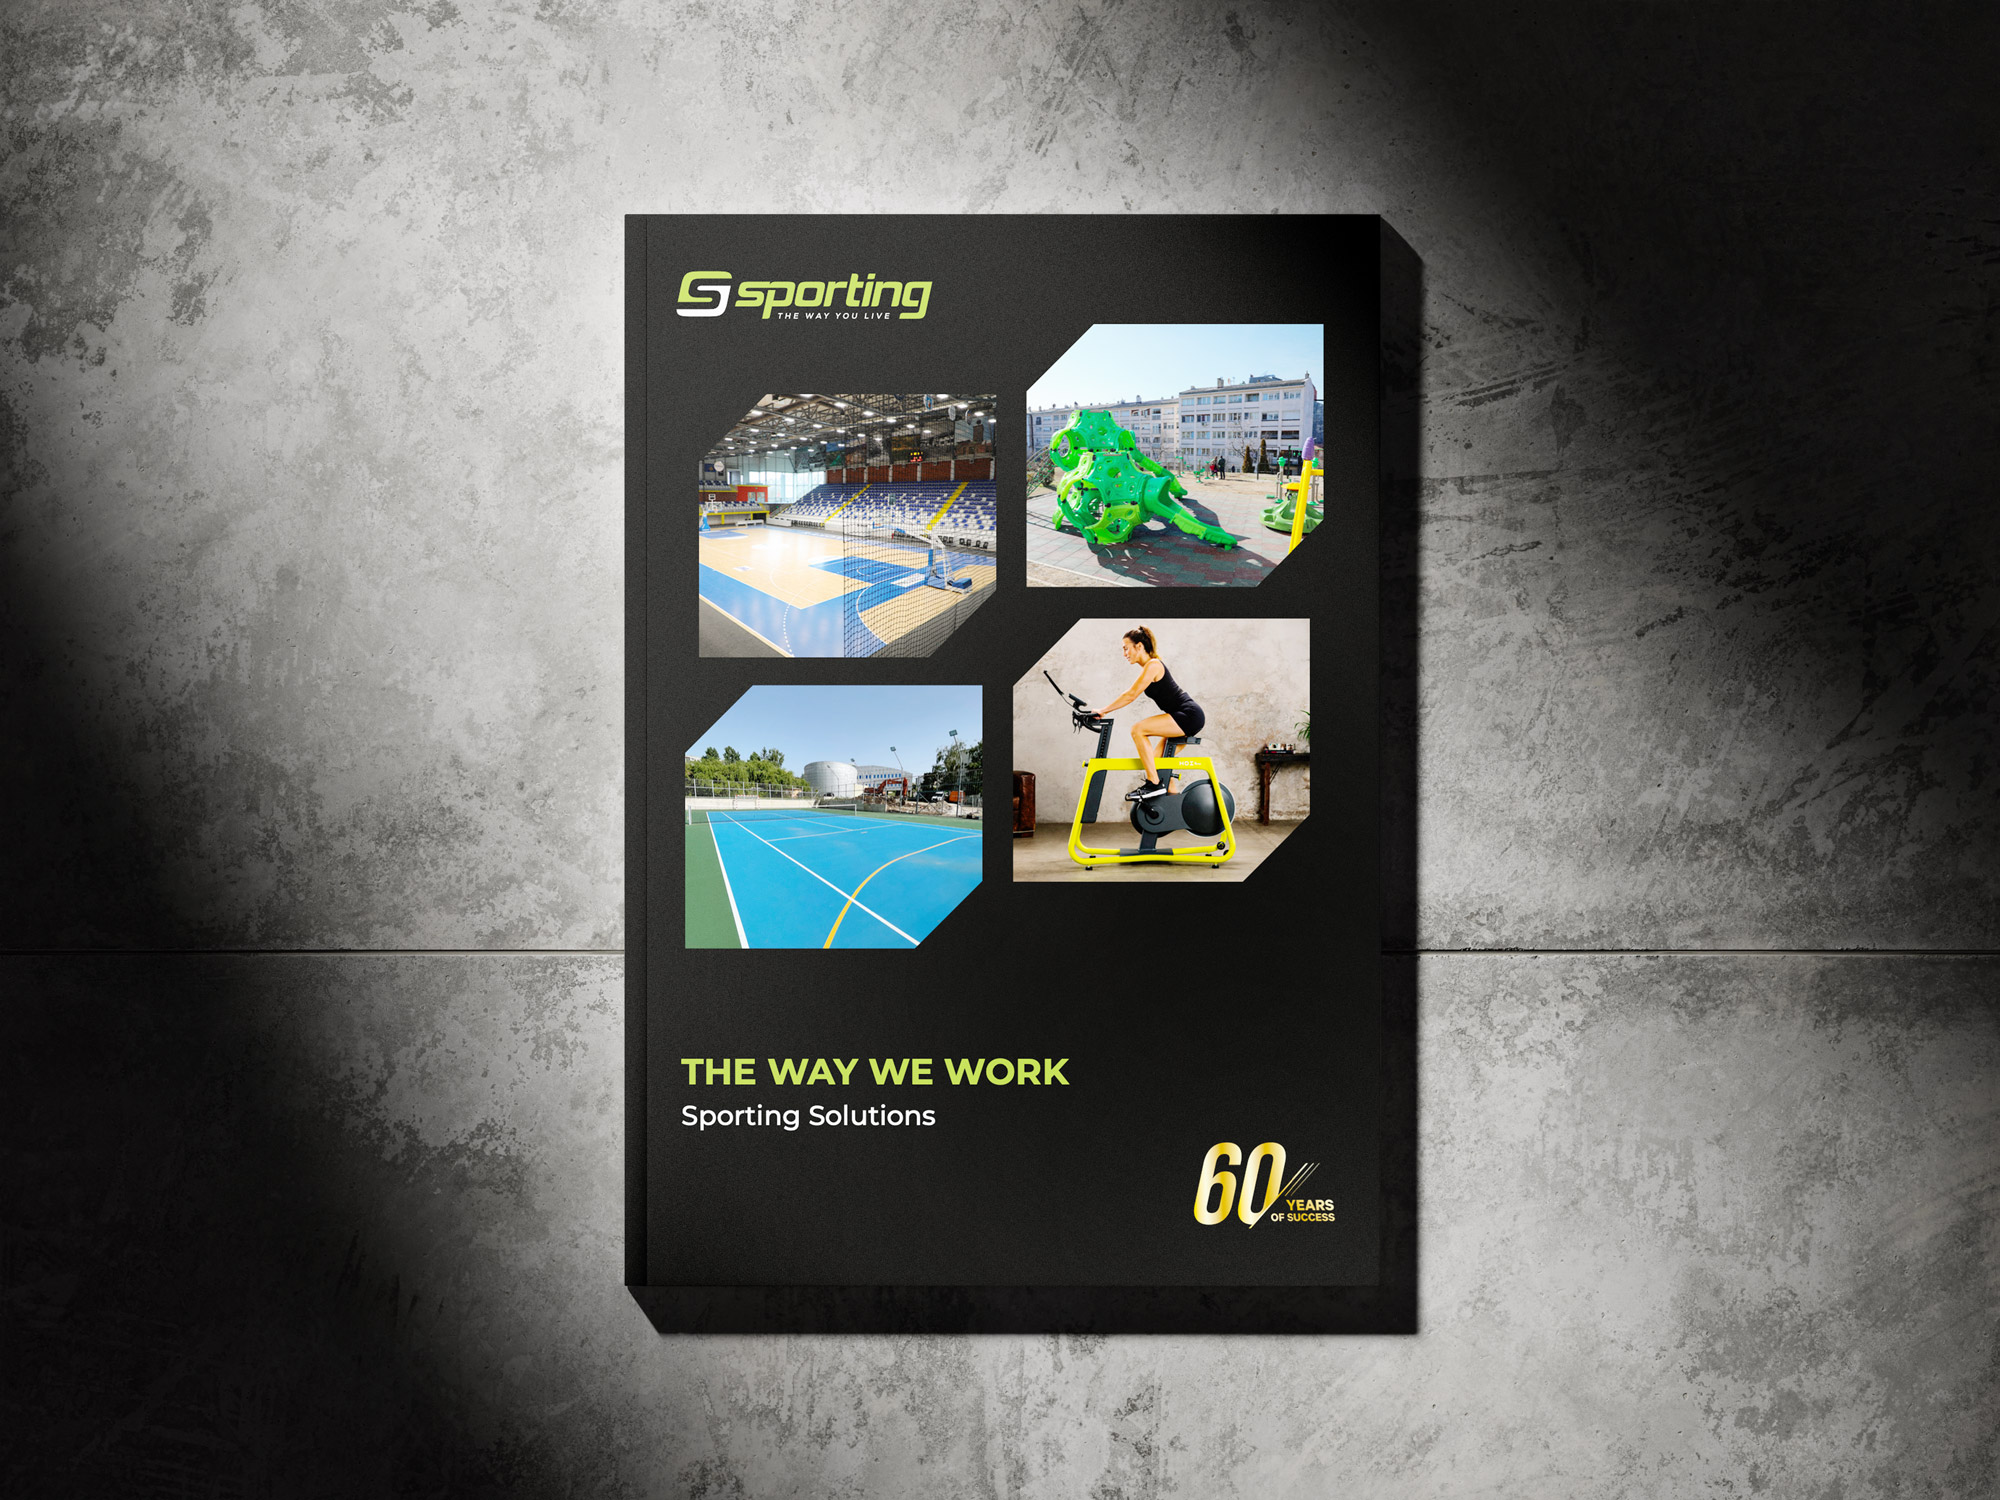 sporting
THE WAY YOU LIVE
THE WAY WE WORK
Sporting Solutions
60
YEARS
OF SUCCESS